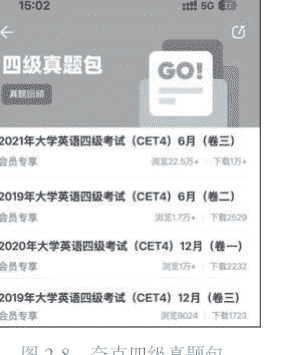 15:02
5G
四级真题包
GO!
真题回顾
2021年大学英语四级考试（CET4）6月（卷三）
会员专享 浏览22.5万+ 下载1万+
2019年大学英语四级考试（CET4）6月（卷二）
会员专享 浏览1.7万+ 下载2529
2020年大学英语四级考试（CET4）12月（卷一）
会员专享 浏览1万+ 下载2232
2019年大学英语四级考试（CET4）12月（卷三）
会员专享 浏览9024 下载1723
图 2-8 夸克四级真题包